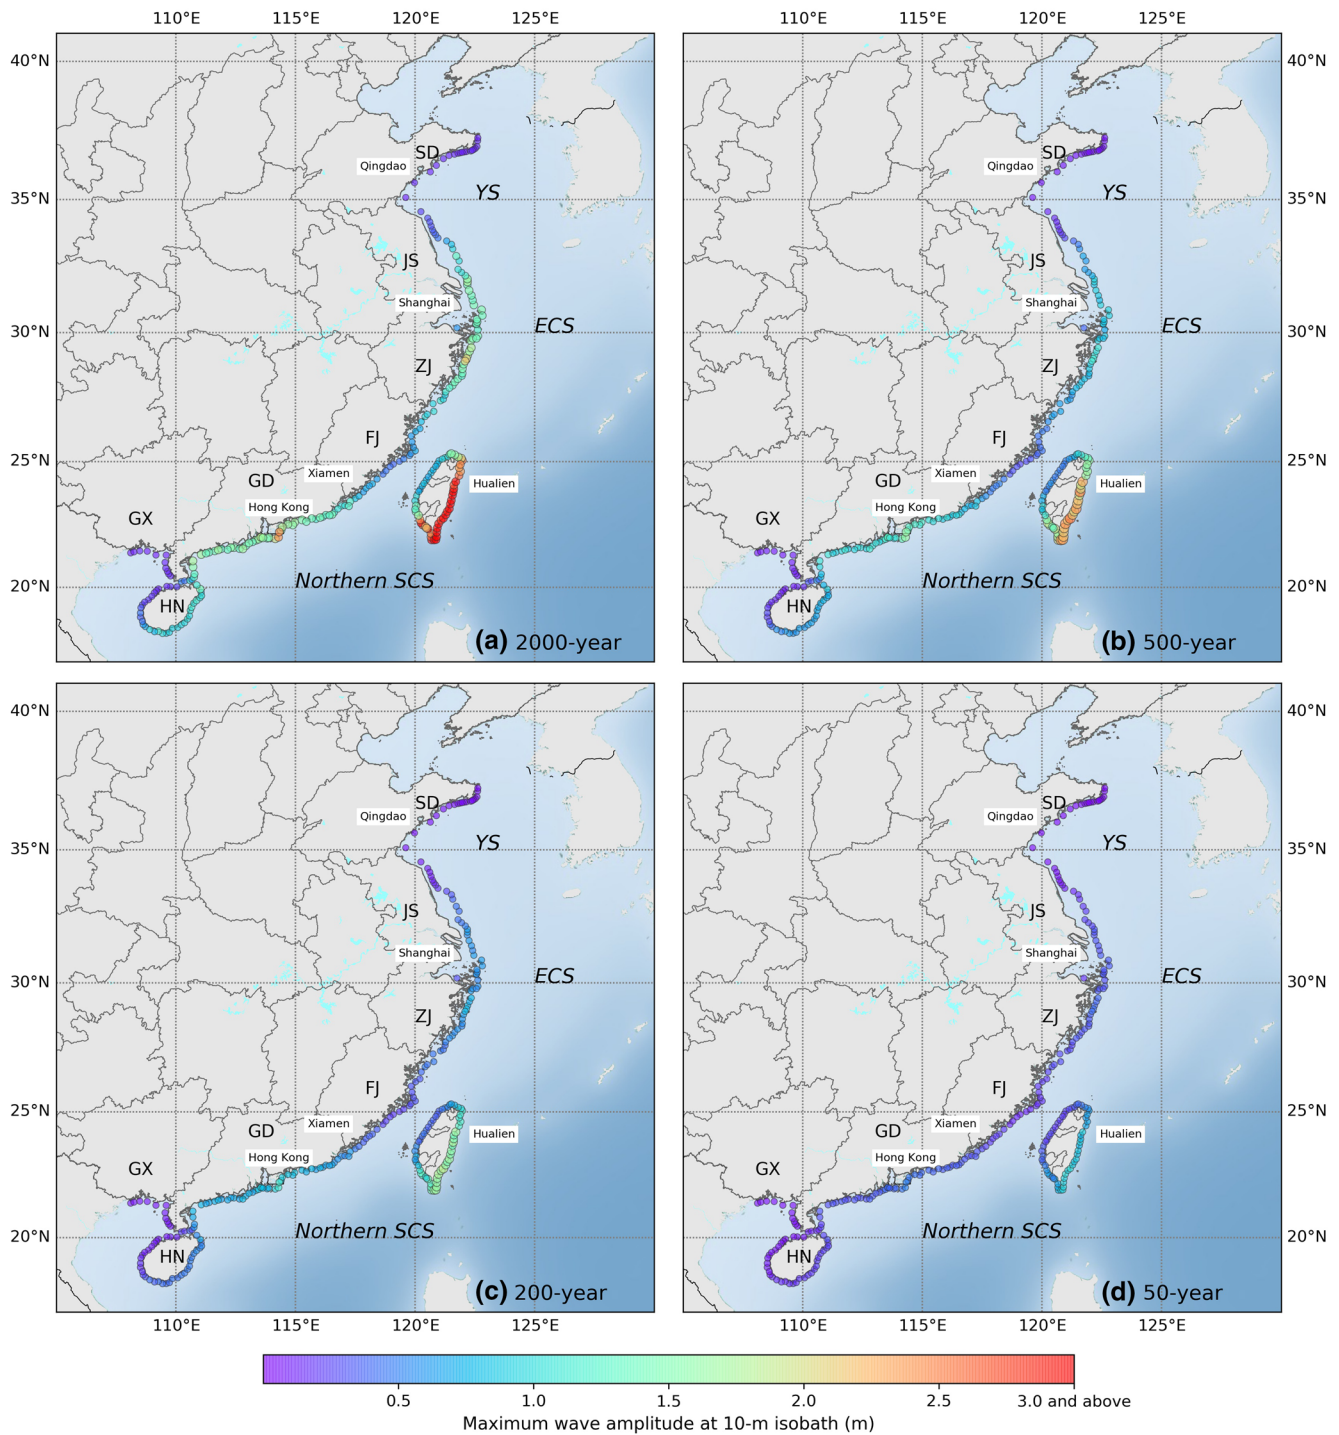 110°E 115°E 120°E 125°E 110°E 115°E 120°E 125°E
40°N 40°N
SD SD
Qingdao Qingdao
YS YS
35°N 35°N
JS JS
Shanghai Shanghai
30°N ECS ECS 30°N
ZJ ZJ
FJ FJ
25°N 25°N
Xiamen Xiamen
GD Hualien GD Hualien
Hong Kong Hong Kong
GX GX
20°N Northern SCS Northern SCS 20°N
HN HN
(a) 2000-year (b) 500-year
40°N 40°N
SD SD
Qingdao Qingdao
YS YS
35°N 35°N
JS JS
Shanghai Shanghai
30°N ECS ECS 30°N
ZJ ZJ
FJ FJ
25°N 25°N
Xiamen Xiamen
GD Hualien GD Hualien
Hong Kong Hong Kong
GX GX
20°N Northern SCS Northern SCS 20°N
HN HN
(c) 200-year (d) 50-year
110°E 115°E 120°E 125°E 110°E 115°E 120°E 125°E
0.5 1.0 1.5 2.0 2.5 3.0 and above
Maximum wave amplitude at 10-m isobath (m)